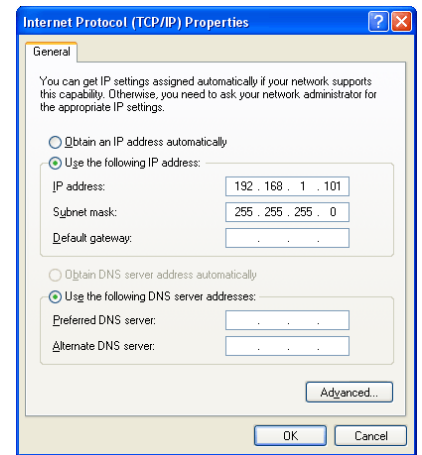 Internet Protocol (TCP/IP) Properties
General
You can get IP settings assigned automatically if your network supports
this capability. Otherwise, you need to ask your network administrator for
the appropriate IP settings.
Obtain an IP address automatically
Use the following IP address:
IP address: 192 . 168 . 1 . 101
Subnet mask: 255 . 255 . 255 . 0
Default gateway: . . .
Obtain DNS server address automatically
Use the following DNS server addresses:
Preferred DNS server: . . .
Alternate DNS server: . . .
Advanced...
OK Cancel